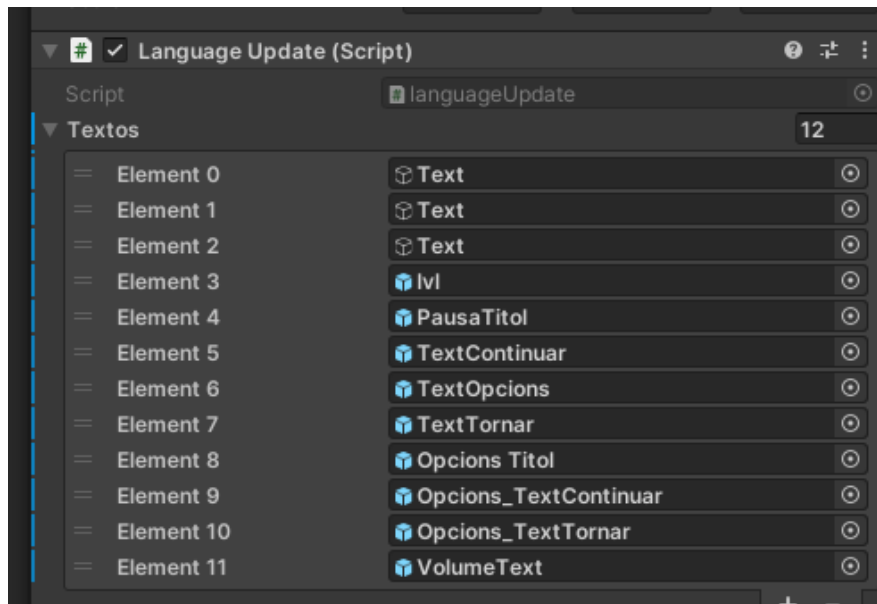 # Language Update (Script)
Script languageUpdate
Textos 12
Element 0 Text
Element 1 Text
Element 2 Text
Element 3 lvl
Element 4 PausaTitol
Element 5 TextContinuar
Element 6 TextOpcions
Element 7 TextTornar
Element 8 Opcions Titol
Element 9 Opcions_TextContinuar
Element 10 Opcions_TextTornar
Element 11 VolumeText